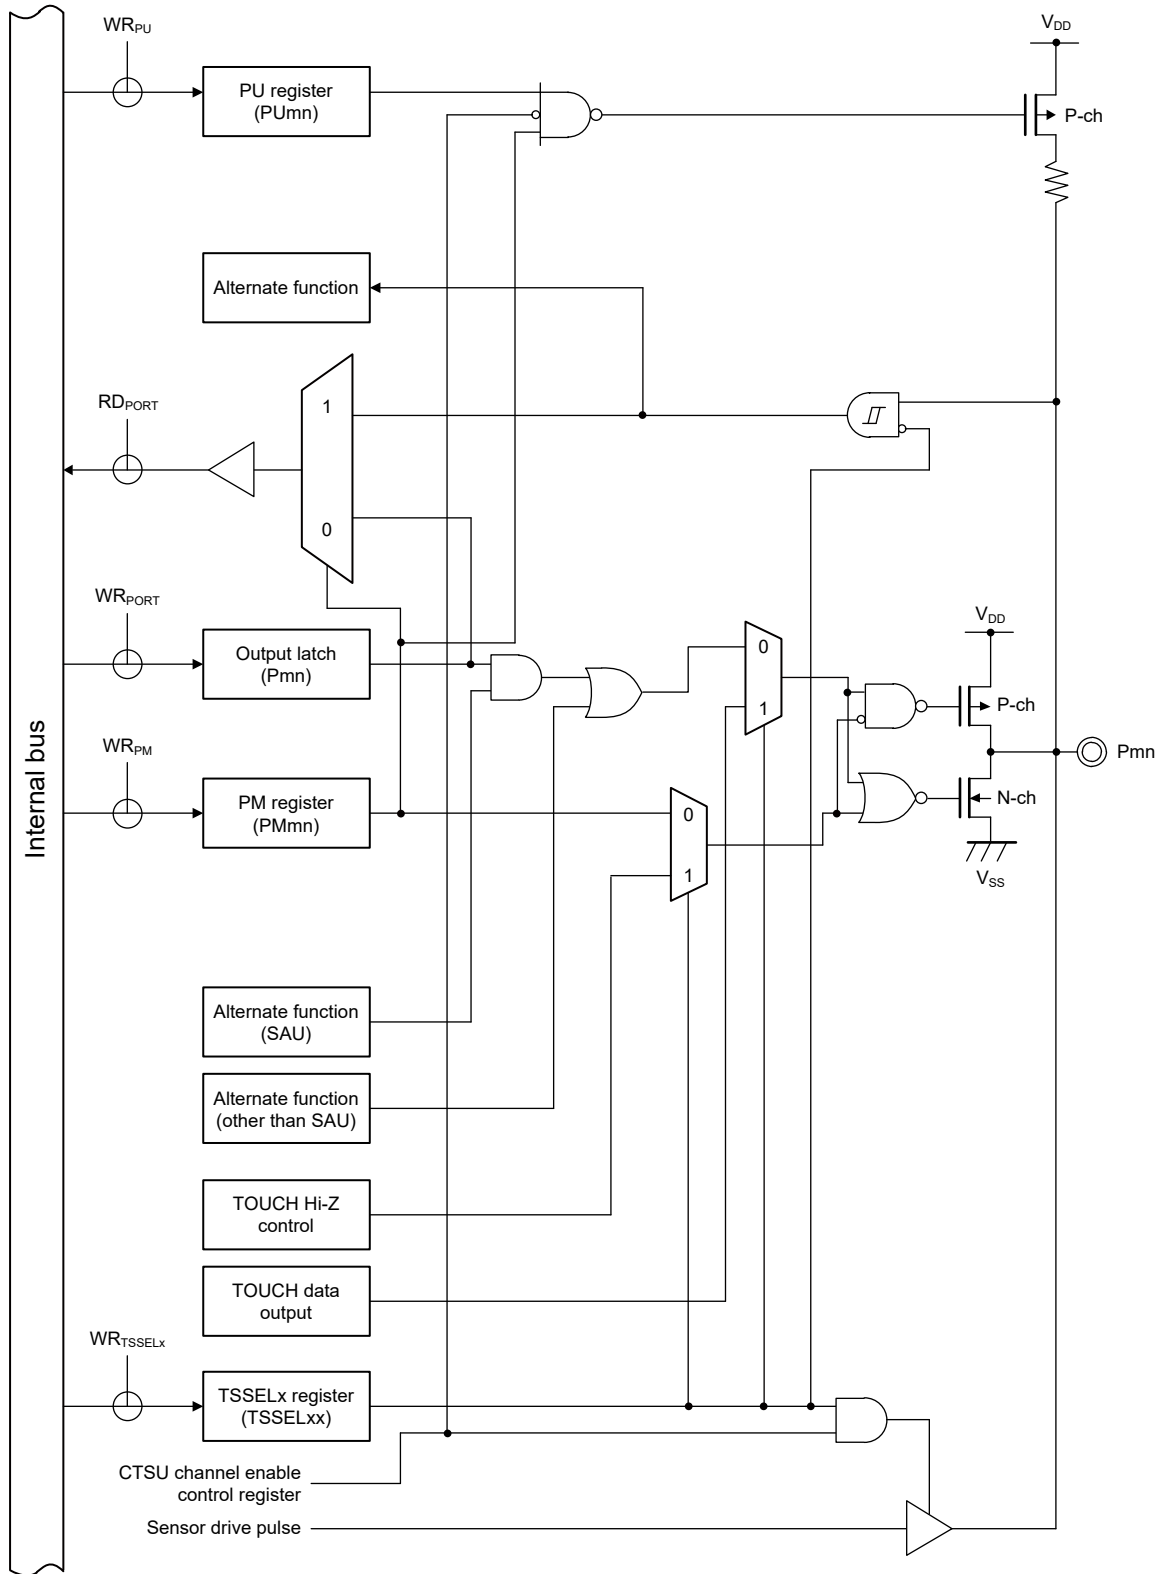 WRPU
VDD
PU register
(PUmn)
P-ch
Alternate function
RDPORT
1
0
WRPORT
Output latch
(Pmn)
VDD
0
1
P-ch
Pmn
WRPM
PM register
(PMmn)
0
1
N-ch
VSS
Internal bus
Alternate function
(SAU)
Alternate function
(other than SAU)
TOUCH Hi-Z
control
TOUCH data
output
WRTSSELx
TSSELx register
(TSSELxx)
CTSU channel enable
control register
Sensor drive pulse